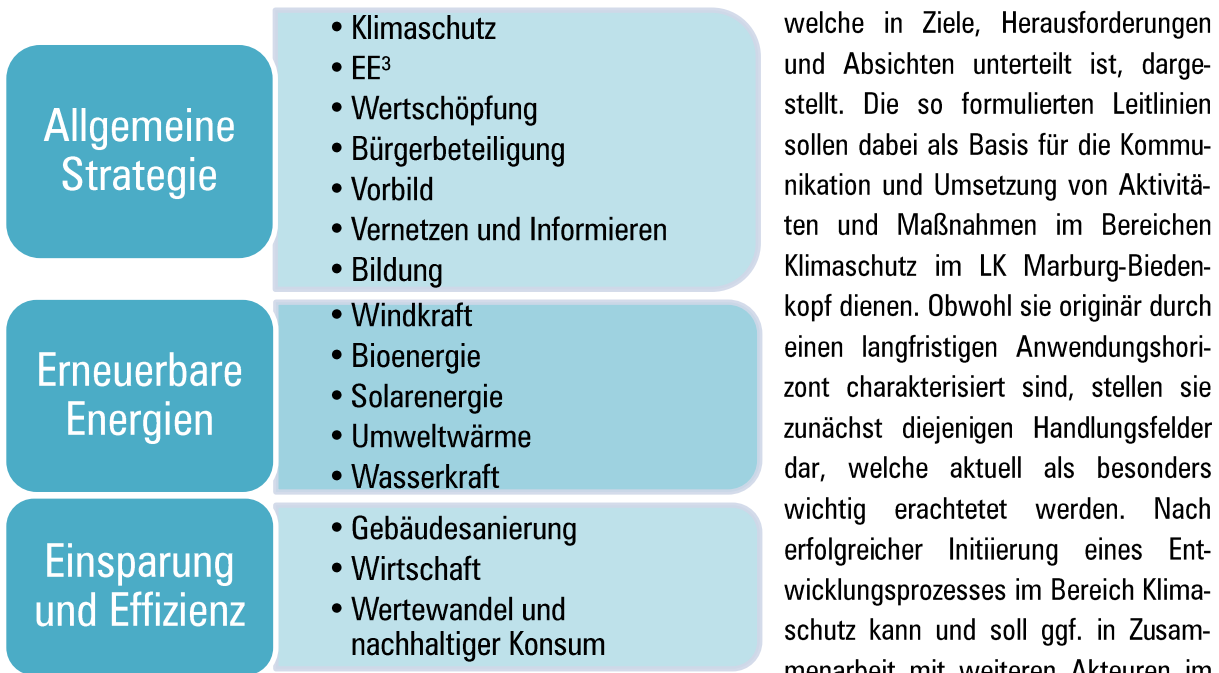 Allgemeine
Strategie
• Klimaschutz
• EE³
• Wertschöpfung
• Bürgerbeteiligung
• Vorbild
• Vernetzen und Informieren
• Bildung
Erneuerbare
Energien
• Windkraft
• Bioenergie
• Solarenergie
• Umweltwärme
• Wasserkraft
Einsparung
und Effizienz
• Gebäudesanierung
• Wirtschaft
• Wertewandel und
nachhaltiger Konsum
welche in Ziele, Herausforderungen
und Absichten unterteilt ist, darge-
stellt. Die so formulierten Leitlinien
sollen dabei als Basis für die Kommu-
nikation und Umsetzung von Aktivitä-
ten und Maßnahmen im Bereichen
Klimaschutz im LK Marburg-Bieden-
kopf dienen. Obwohl sie originär durch
einen langfristigen Anwendungshori-
zont charakterisiert sind, stellen sie
zunächst diejenigen Handlungsfelder
dar, welche aktuell als besonders
wichtig erachtetet werden. Nach
erfolgreicher Initiierung eines Ent-
wicklungsprozesses im Bereich Klima-
schutz kann und soll ggf. in Zusam-
menarbeit mit weiteren Akteuren im